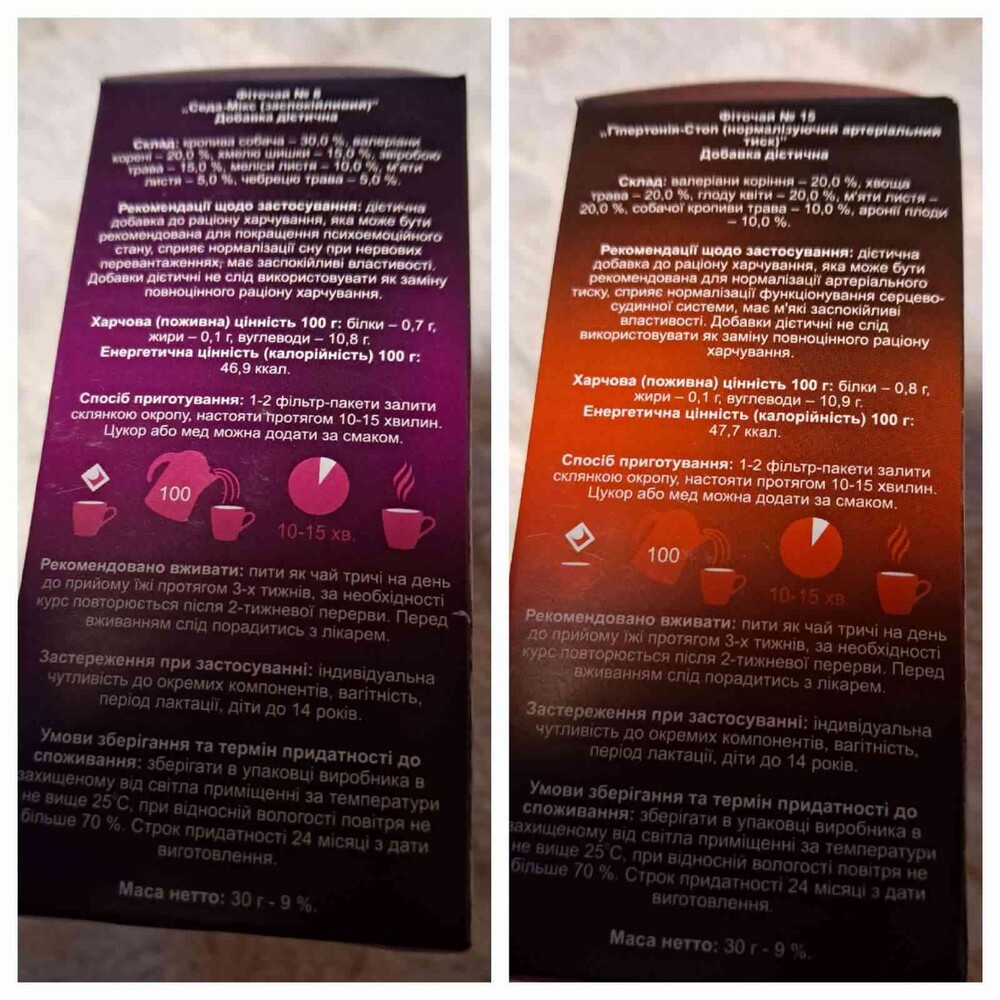 Фіточай № 8
„Седа-Мікс (заспокійливий)"
Добавка дієтична
Склад: кропива собача – 30,0 %, валеріани
корені – 20,0 %, хмелю шишки – 15,0 %, звіробою
трава – 15,0 %, меліси листя – 10,0 %, м'яти
листя – 5,0 %, чебрецю трава – 5,0 %.
Рекомендації щодо застосування: дієтична
добавка до раціону харчування, яка може бути
рекомендована для покращення психоемоційного
стану, сприяє нормалізації сну при нервових
перевантаженнях, має заспокійливі властивості.
Добавки дієтичні не слід використовувати як заміну
повноцінного раціону харчування.
Харчова (поживна) цінність 100 г: білки – 0,7 г,
жири – 0,1 г, вуглеводи – 10,8 г.
Енергетична цінність (калорійність) 100 г:
46,9 ккал.
Спосіб приготування: 1-2 фільтр-пакети залити
склянкою окропу, настояти протягом 10-15 хвилин.
Цукор або мед можна додати за смаком.
100
10-15 хв.
Рекомендовано вживати: пити як чай тричі на день
до прийому їжі протягом 3-х тижнів, за необхідності
курс повторюється після 2-тижневої перерви. Перед
вживанням слід порадитись з лікарем.
Застереження при застосуванні: індивідуальна
чутливість до окремих компонентів, вагітність,
період лактації, діти до 14 років.
Умови зберігання та термін придатності до
споживання: зберігати в упаковці виробника в
захищеному від світла приміщенні за температури
не вище 25°С, при відносній вологості повітря не
більше 70 %. Строк придатності 24 місяці з дати
виготовлення.
Маса нетто: 30 г - 9 %.
Фіточай № 15
„Гіпертонія-Стоп (нормалізуючий артеріальний
тиск)"
Добавка дієтична
Склад: валеріани коріння – 20,0 %, хвоща
трава – 20,0 %, глоду квіти – 20,0 %, м'яти листя –
20,0 %, собачої кропиви трава – 10,0 %, аронії плоди
– 10,0 %.
Рекомендації щодо застосування: дієтична
добавка до раціону харчування, яка може бути
рекомендована для нормалізації артеріального
тиску, сприяє нормалізації функціонування серцево-
судинної системи, має м'які заспокійливі
властивості. Добавки дієтичні не слід
використовувати як заміну повноцінного раціону
харчування.
Харчова (поживна) цінність 100 г: білки – 0,8 г,
жири – 0,1 г, вуглеводи – 10,9 г.
Енергетична цінність (калорійність) 100 г:
47,7 ккал.
Спосіб приготування: 1-2 фільтр-пакети залити
склянкою окропу, настояти протягом 10-15 хвилин.
Цукор або мед можна додати за смаком.
100
10-15 хв.
Рекомендовано вживати: пити як чай тричі на день
до прийому їжі протягом 3-х тижнів, за необхідності
курс повторюється після 2-тижневої перерви. Перед
вживанням слід порадитись з лікарем.
Застереження при застосуванні: індивідуальна
чутливість до окремих компонентів, вагітність,
період лактації, діти до 14 років.
Умови зберігання та термін придатності до
споживання: зберігати в упаковці виробника в
захищеному від світла приміщенні за температури
не вище 25°С, при відносній вологості повітря не
більше 70 %. Строк придатності 24 місяці з дати
виготовлення.
Маса нетто: 30 г - 9 %.